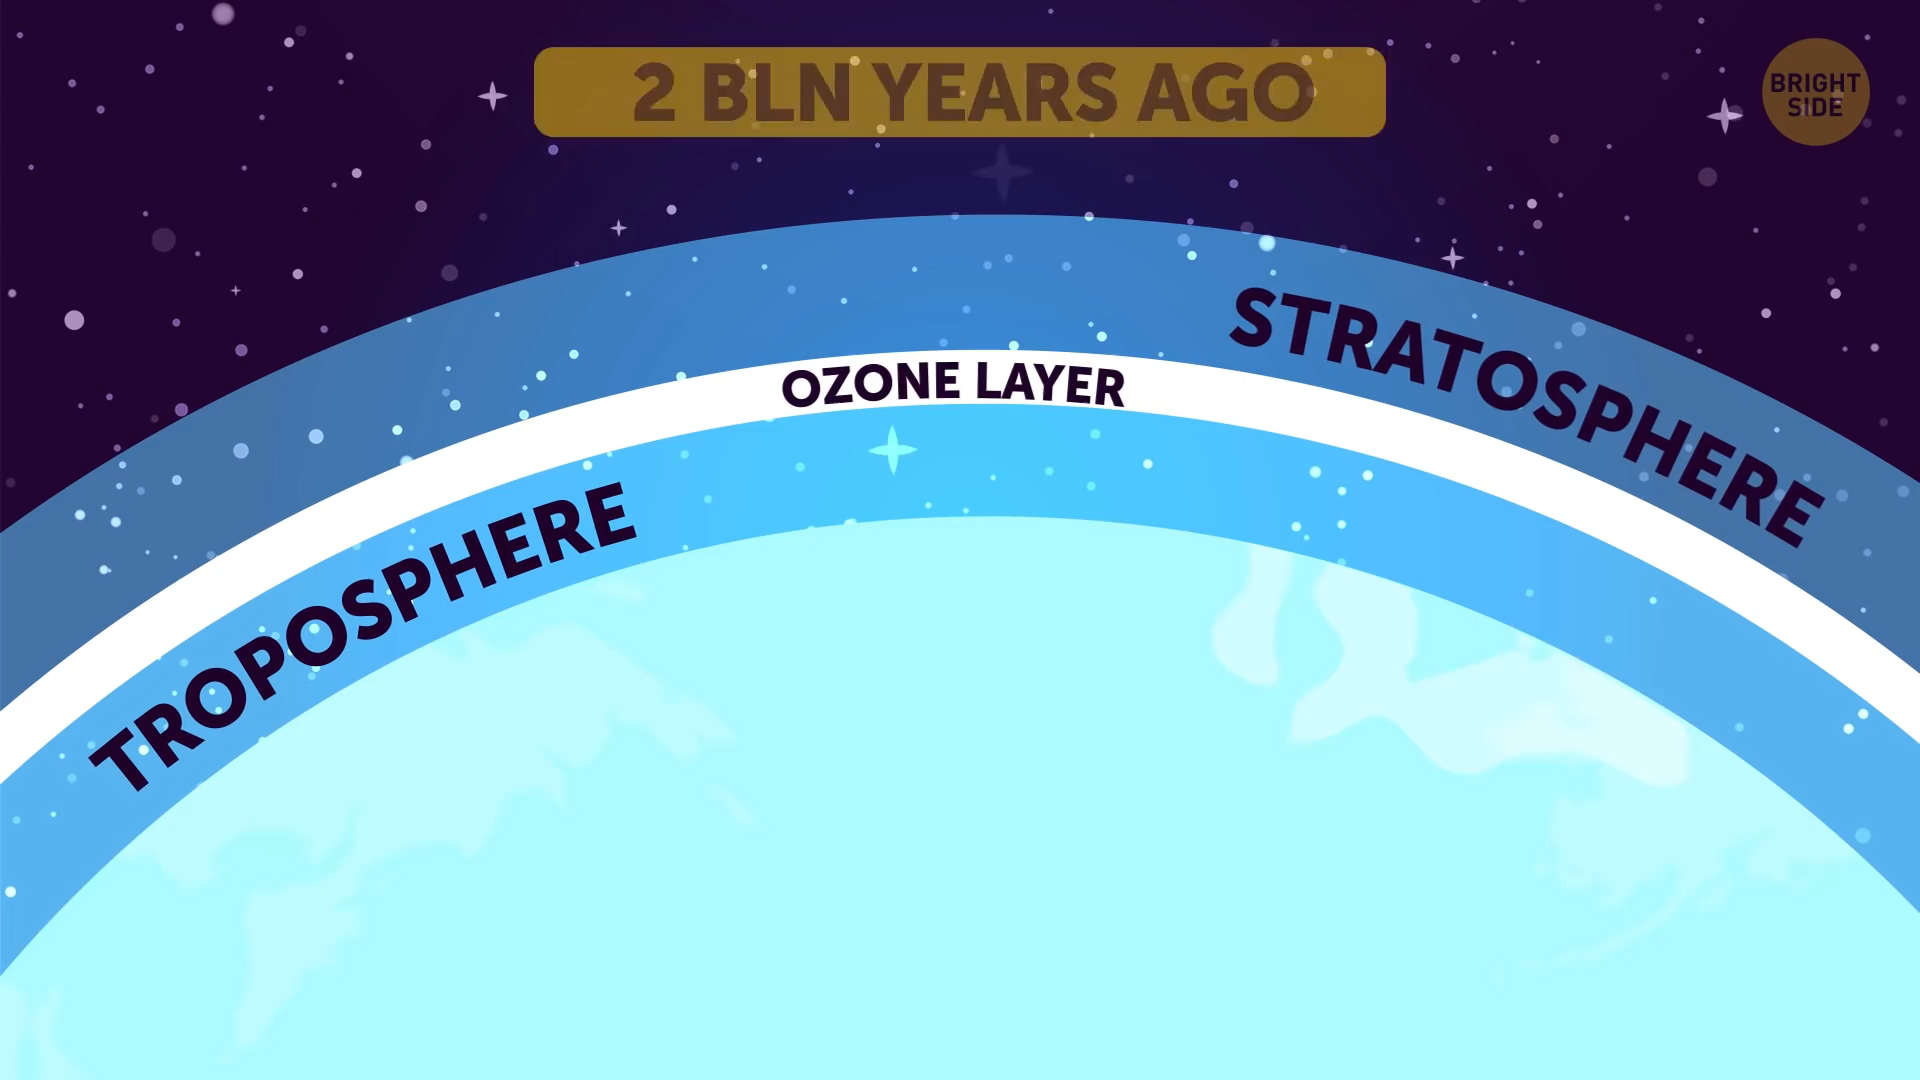 2 BLN YEARS AGO
BRIGHT
SIDE
STRATOSPHERE
OZONE LAYER
TROPOSPHERE